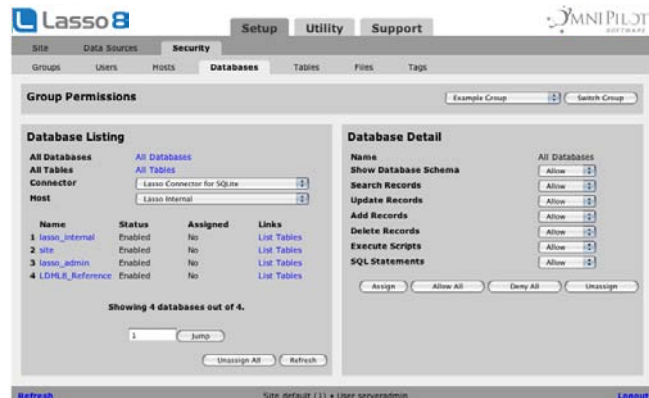 Lasso 8
OMNIPILOT
SOFTWARE
Setup Utility Support
Site Data Sources Security
Groups Users Hosts Databases Tables Files Tags
Group Permissions
Example Group Switch Group
Database Listing
All Databases All Databases
All Tables All Tables
Connector Lasso Connector for SQLite
Host Lasso Internal
Name Status Assigned Links
1 lasso_internal Enabled No List Tables
2 site Enabled No List Tables
3 lasso_admin Enabled No List Tables
4 LDML8_Reference Enabled No List Tables
Showing 4 databases out of 4.
1 Jump
Unassign All Refresh
Database Detail
Name All Databases
Show Database Schema Allow
Search Records Allow
Update Records Allow
Add Records Allow
Delete Records Allow
Execute Scripts Allow
SQL Statements Allow
Assign Allow All Deny All Unassign
Refresh Site default (1) • User serveradmin Logout